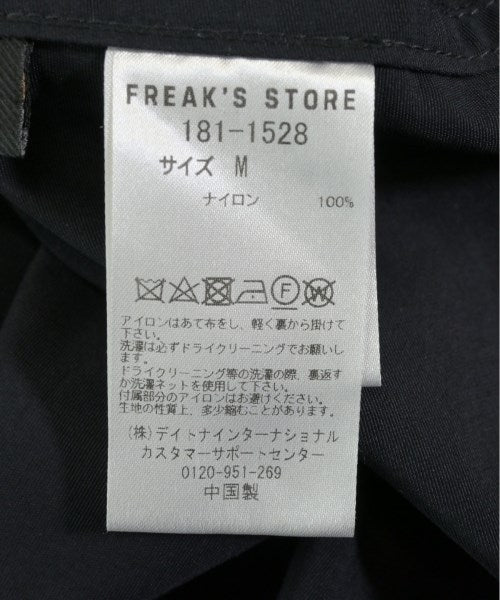 FREAK'S STORE
181-1528
サイズ M
ナイロン 100%
F W
アイロンはあて布をし、軽く裏から掛けて
下さい。
洗濯は必ずドライクリーニングでお願いし
ます。
ドライクリーニング等の洗濯の際、裏返す
か洗濯ネットを使用して下さい。
付属部分のアイロンはお避けください。
生地の性質上、多少縮むことがあります。
(株)デイトナインターナショナル
カスタマーサポートセンター
0120-951-269
中国製